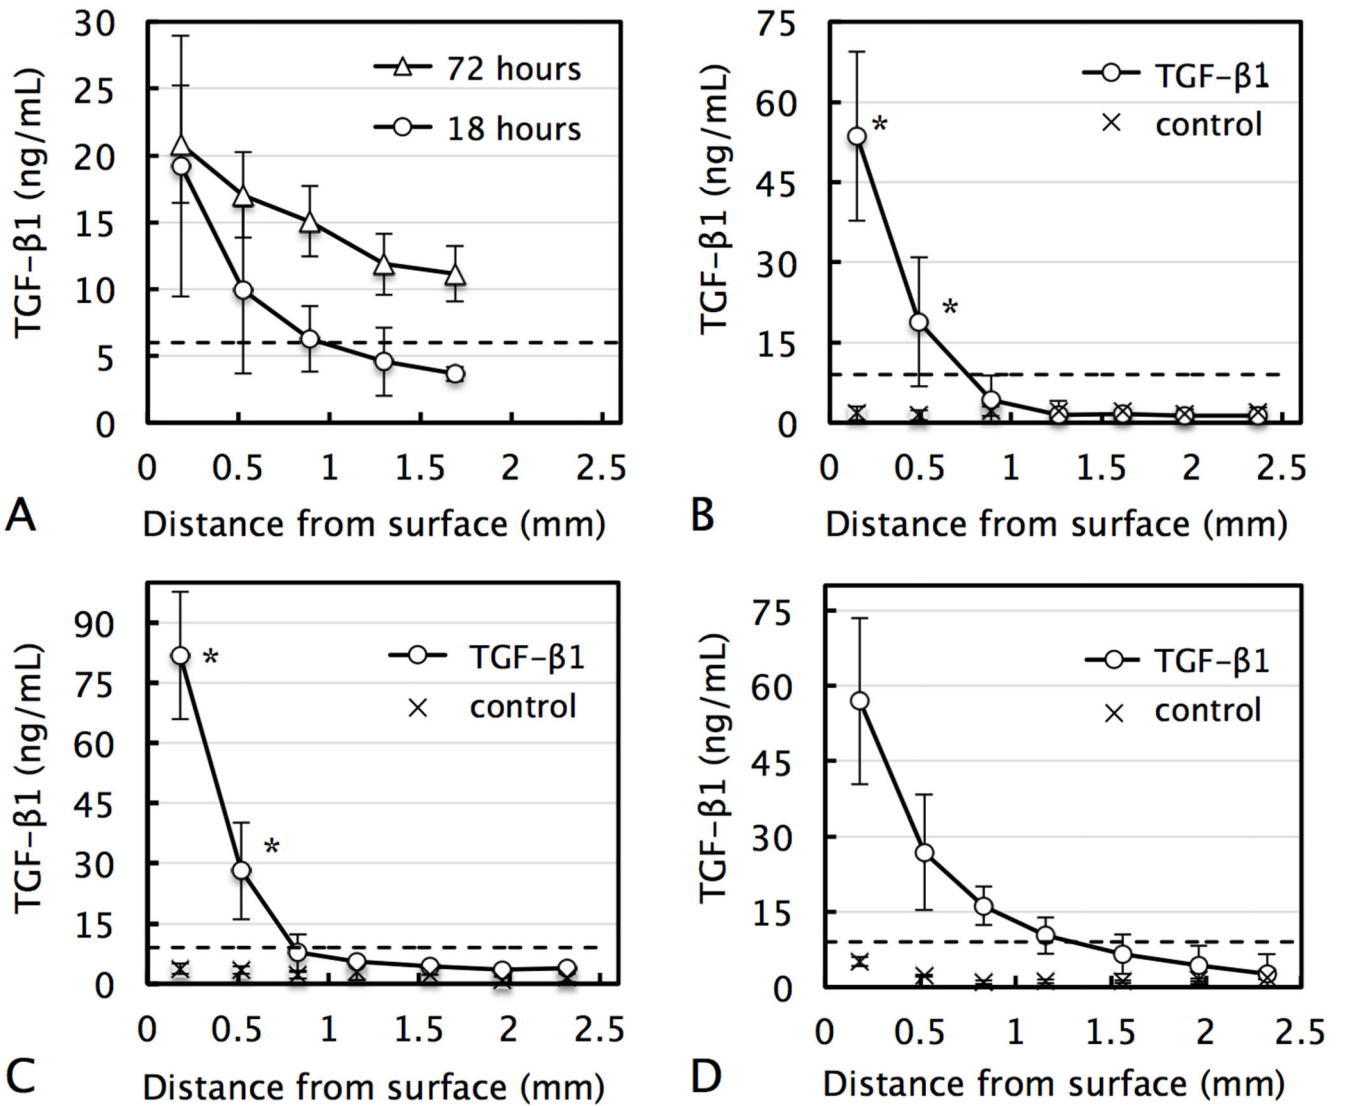 30
25
20
15
10
5
0
TGF-β1 (ng/mL)
72 hours
18 hours
0 0.5 1 1.5 2 2.5
A
Distance from surface (mm)
75
60
45
30
15
0
TGF-β1 (ng/mL)
TGF-β1
control
*
*
0 0.5 1 1.5 2 2.5
B
Distance from surface (mm)
90
75
60
45
30
15
0
TGF-β1 (ng/mL)
TGF-β1
control
*
*
0 0.5 1 1.5 2 2.5
C
Distance from surface (mm)
75
60
45
30
15
0
TGF-β1 (ng/mL)
TGF-β1
control
0 0.5 1 1.5 2 2.5
D
Distance from surface (mm)